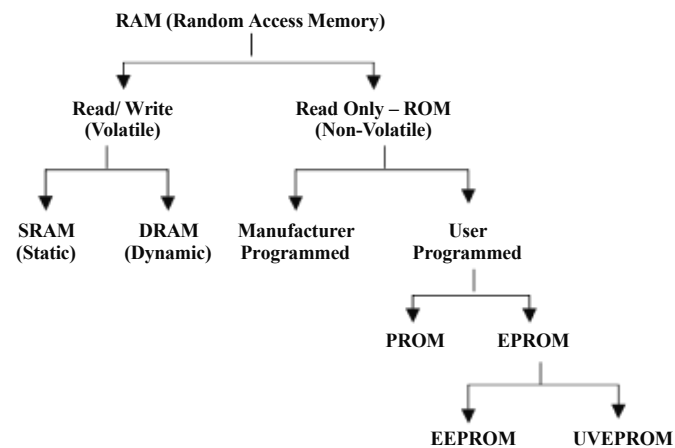 RAM (Random Access Memory)
Read/ Write
(Volatile)
Read Only – ROM
(Non-Volatile)
SRAM
(Static)
DRAM
(Dynamic)
Manufacturer
Programmed
User
Programmed
PROM
EPROM
EEPROM
UVEPROM